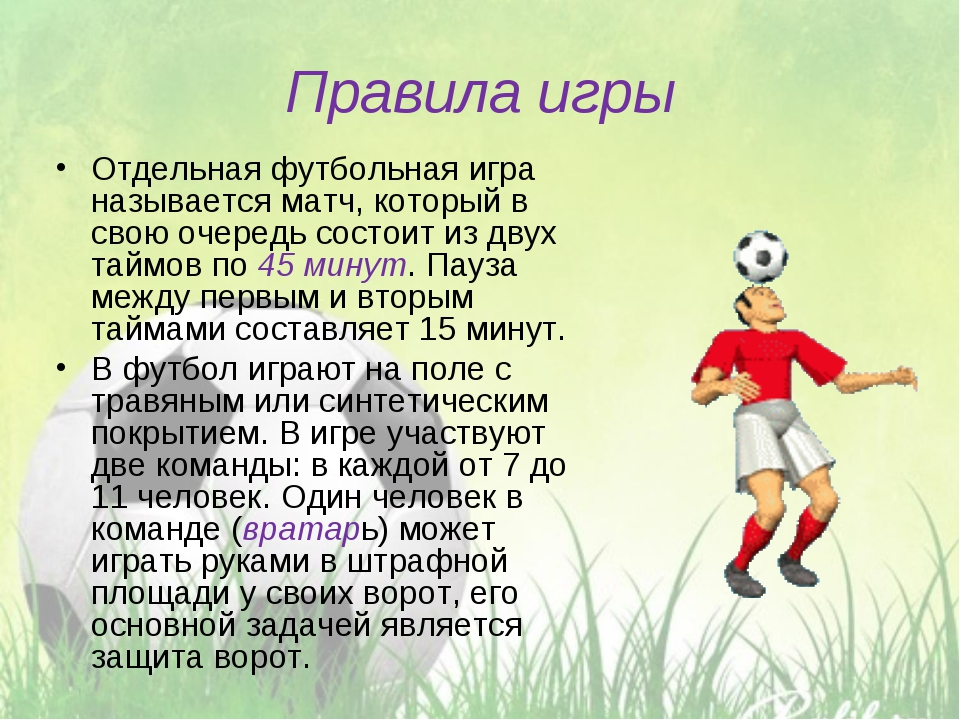 Правила игры
• Отдельная футбольная игра
называется матч, который в
свою очередь состоит из двух
таймов по 45 минут. Пауза
между первым и вторым
таймами составляет 15 минут.
• В футбол играют на поле с
травяным или синтетическим
покрытием. В игре участвуют
две команды: в каждой от 7 до
11 человек. Один человек в
команде (вратарь) может
играть руками в штрафной
площади у своих ворот, его
основной задачей является
защита ворот.